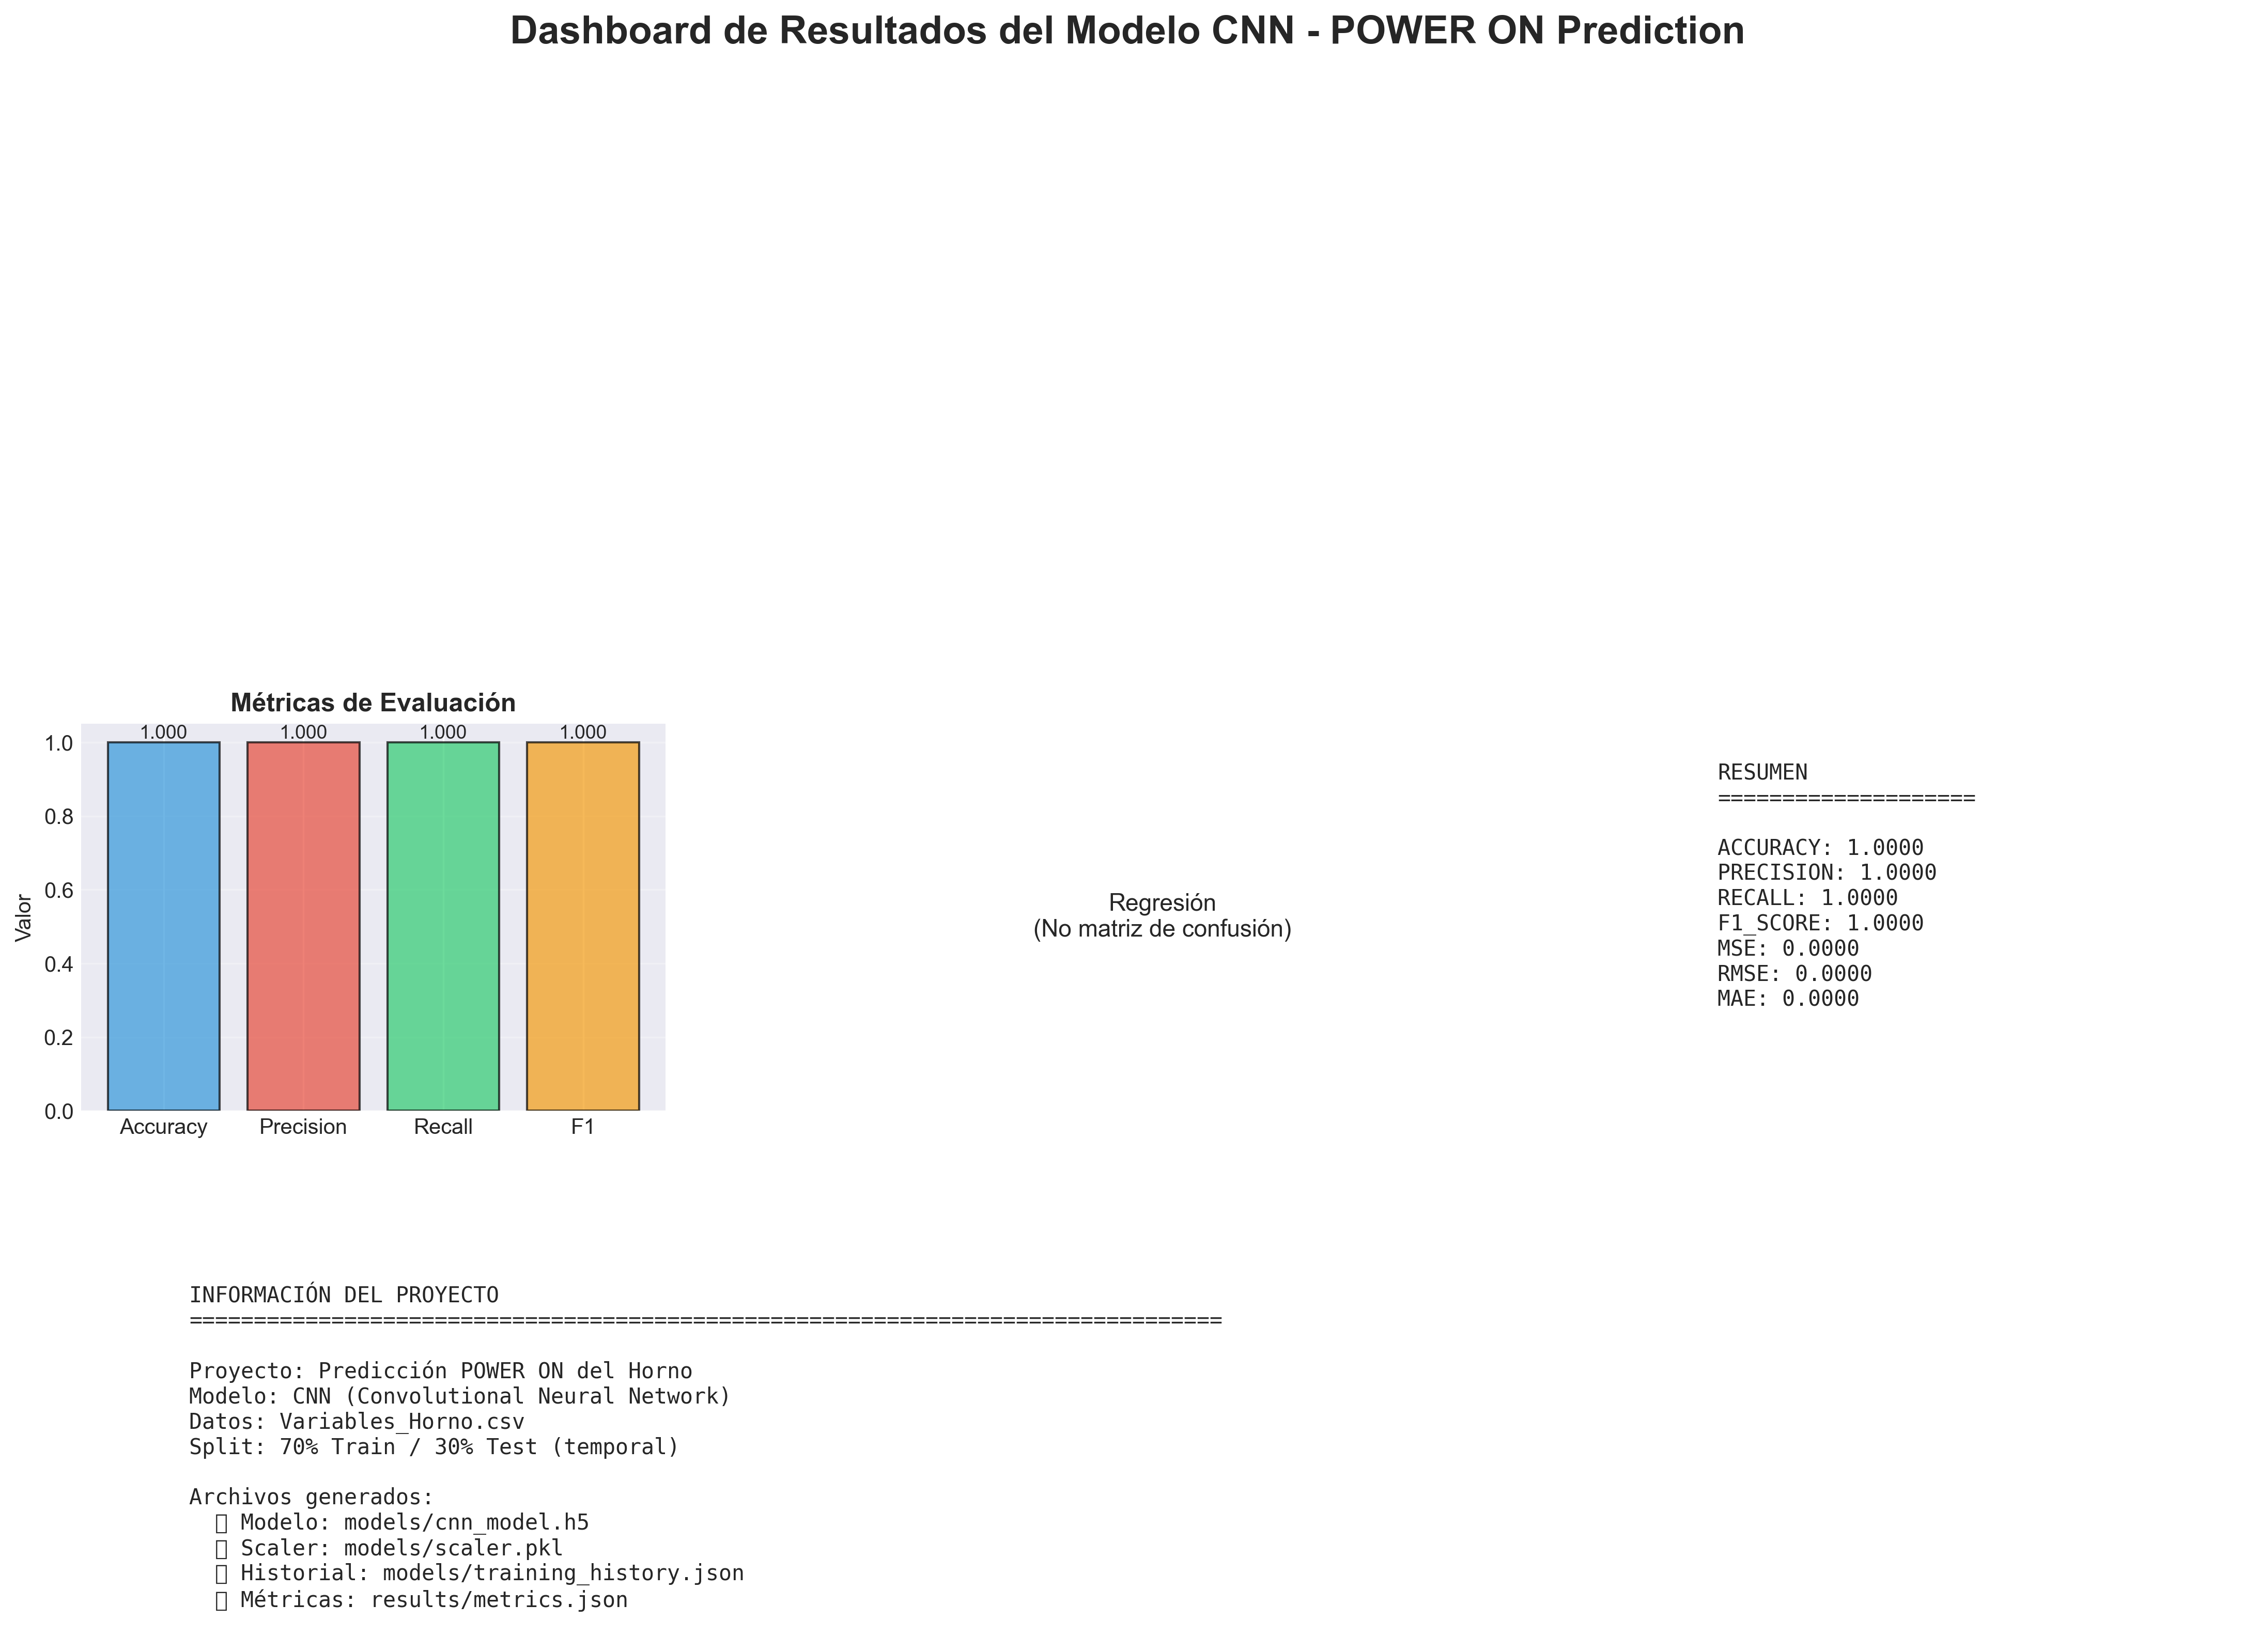 Dashboard de Resultados del Modelo CNN - POWER ON Prediction
Métricas de Evaluación
1.000 1.000 1.000 1.000
1.0
0.8
0.6
0.4
0.2
0.0
Valor
Accuracy Precision Recall F1
Regresión
(No matriz de confusión)
RESUMEN
====================
ACCURACY: 1.0000
PRECISION: 1.0000
RECALL: 1.0000
F1_SCORE: 1.0000
MSE: 0.0000
RMSE: 0.0000
MAE: 0.0000
INFORMACIÓN DEL PROYECTO
================================================================================
Proyecto: Predicción POWER ON del Horno
Modelo: CNN (Convolutional Neural Network)
Datos: Variables_Horno.csv
Split: 70% Train / 30% Test (temporal)
Archivos generados:
▯ Modelo: models/cnn_model.h5
▯ Scaler: models/scaler.pkl
▯ Historial: models/training_history.json
▯ Métricas: results/metrics.json